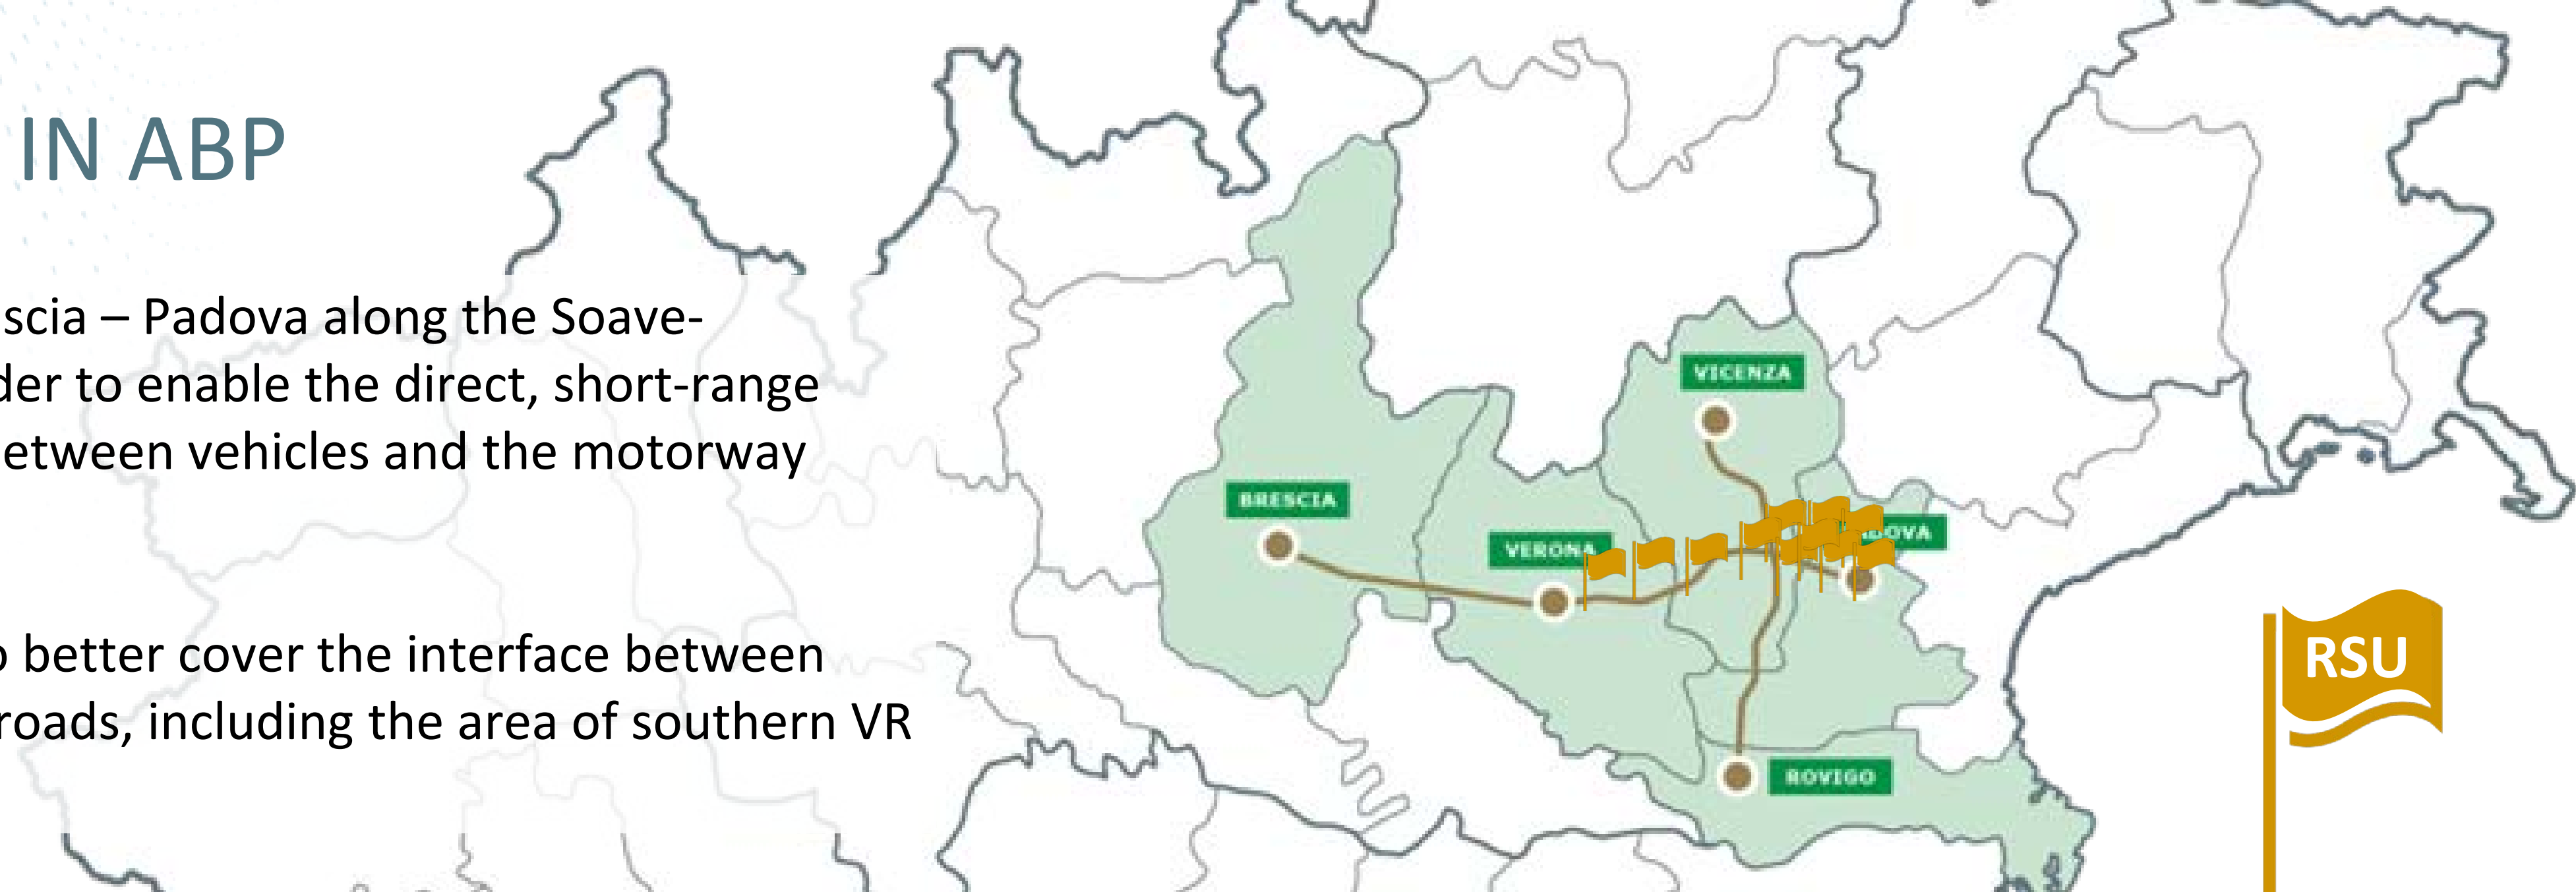 IN ABP
scia – Padova along the Soave-
der to enable the direct, short-range
etween vehicles and the motorway
o better cover the interface between
roads, including the area of southern VR
VICENZA
BRESCIA
VERONA
DOVA
ROVIGO
RSU